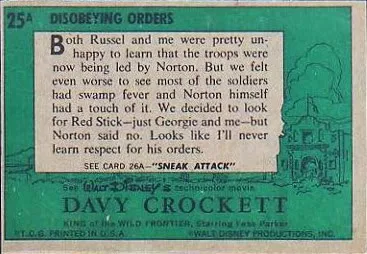 25A DISOBEYING ORDERS
Both Russel and me were pretty un-
happy to learn that the troops were
now being led by Norton. But we felt
even worse to see most of the soldiers
had swamp fever and Norton himself
had a touch of it. We decided to look
for Red Stick—just Georgie and me—but
Norton said no. Looks like I'll never
learn respect for his orders.
SEE CARD 26A—"SNEAK ATTACK"
See WALT DISNEY'S technicolor movie
DAVY CROCKETT
KING of the WILD FRONTIER, Starring Fess Parker
©T.C.G. PRINTED IN U.S.A. ©WALT DISNEY PRODUCTIONS, INC.